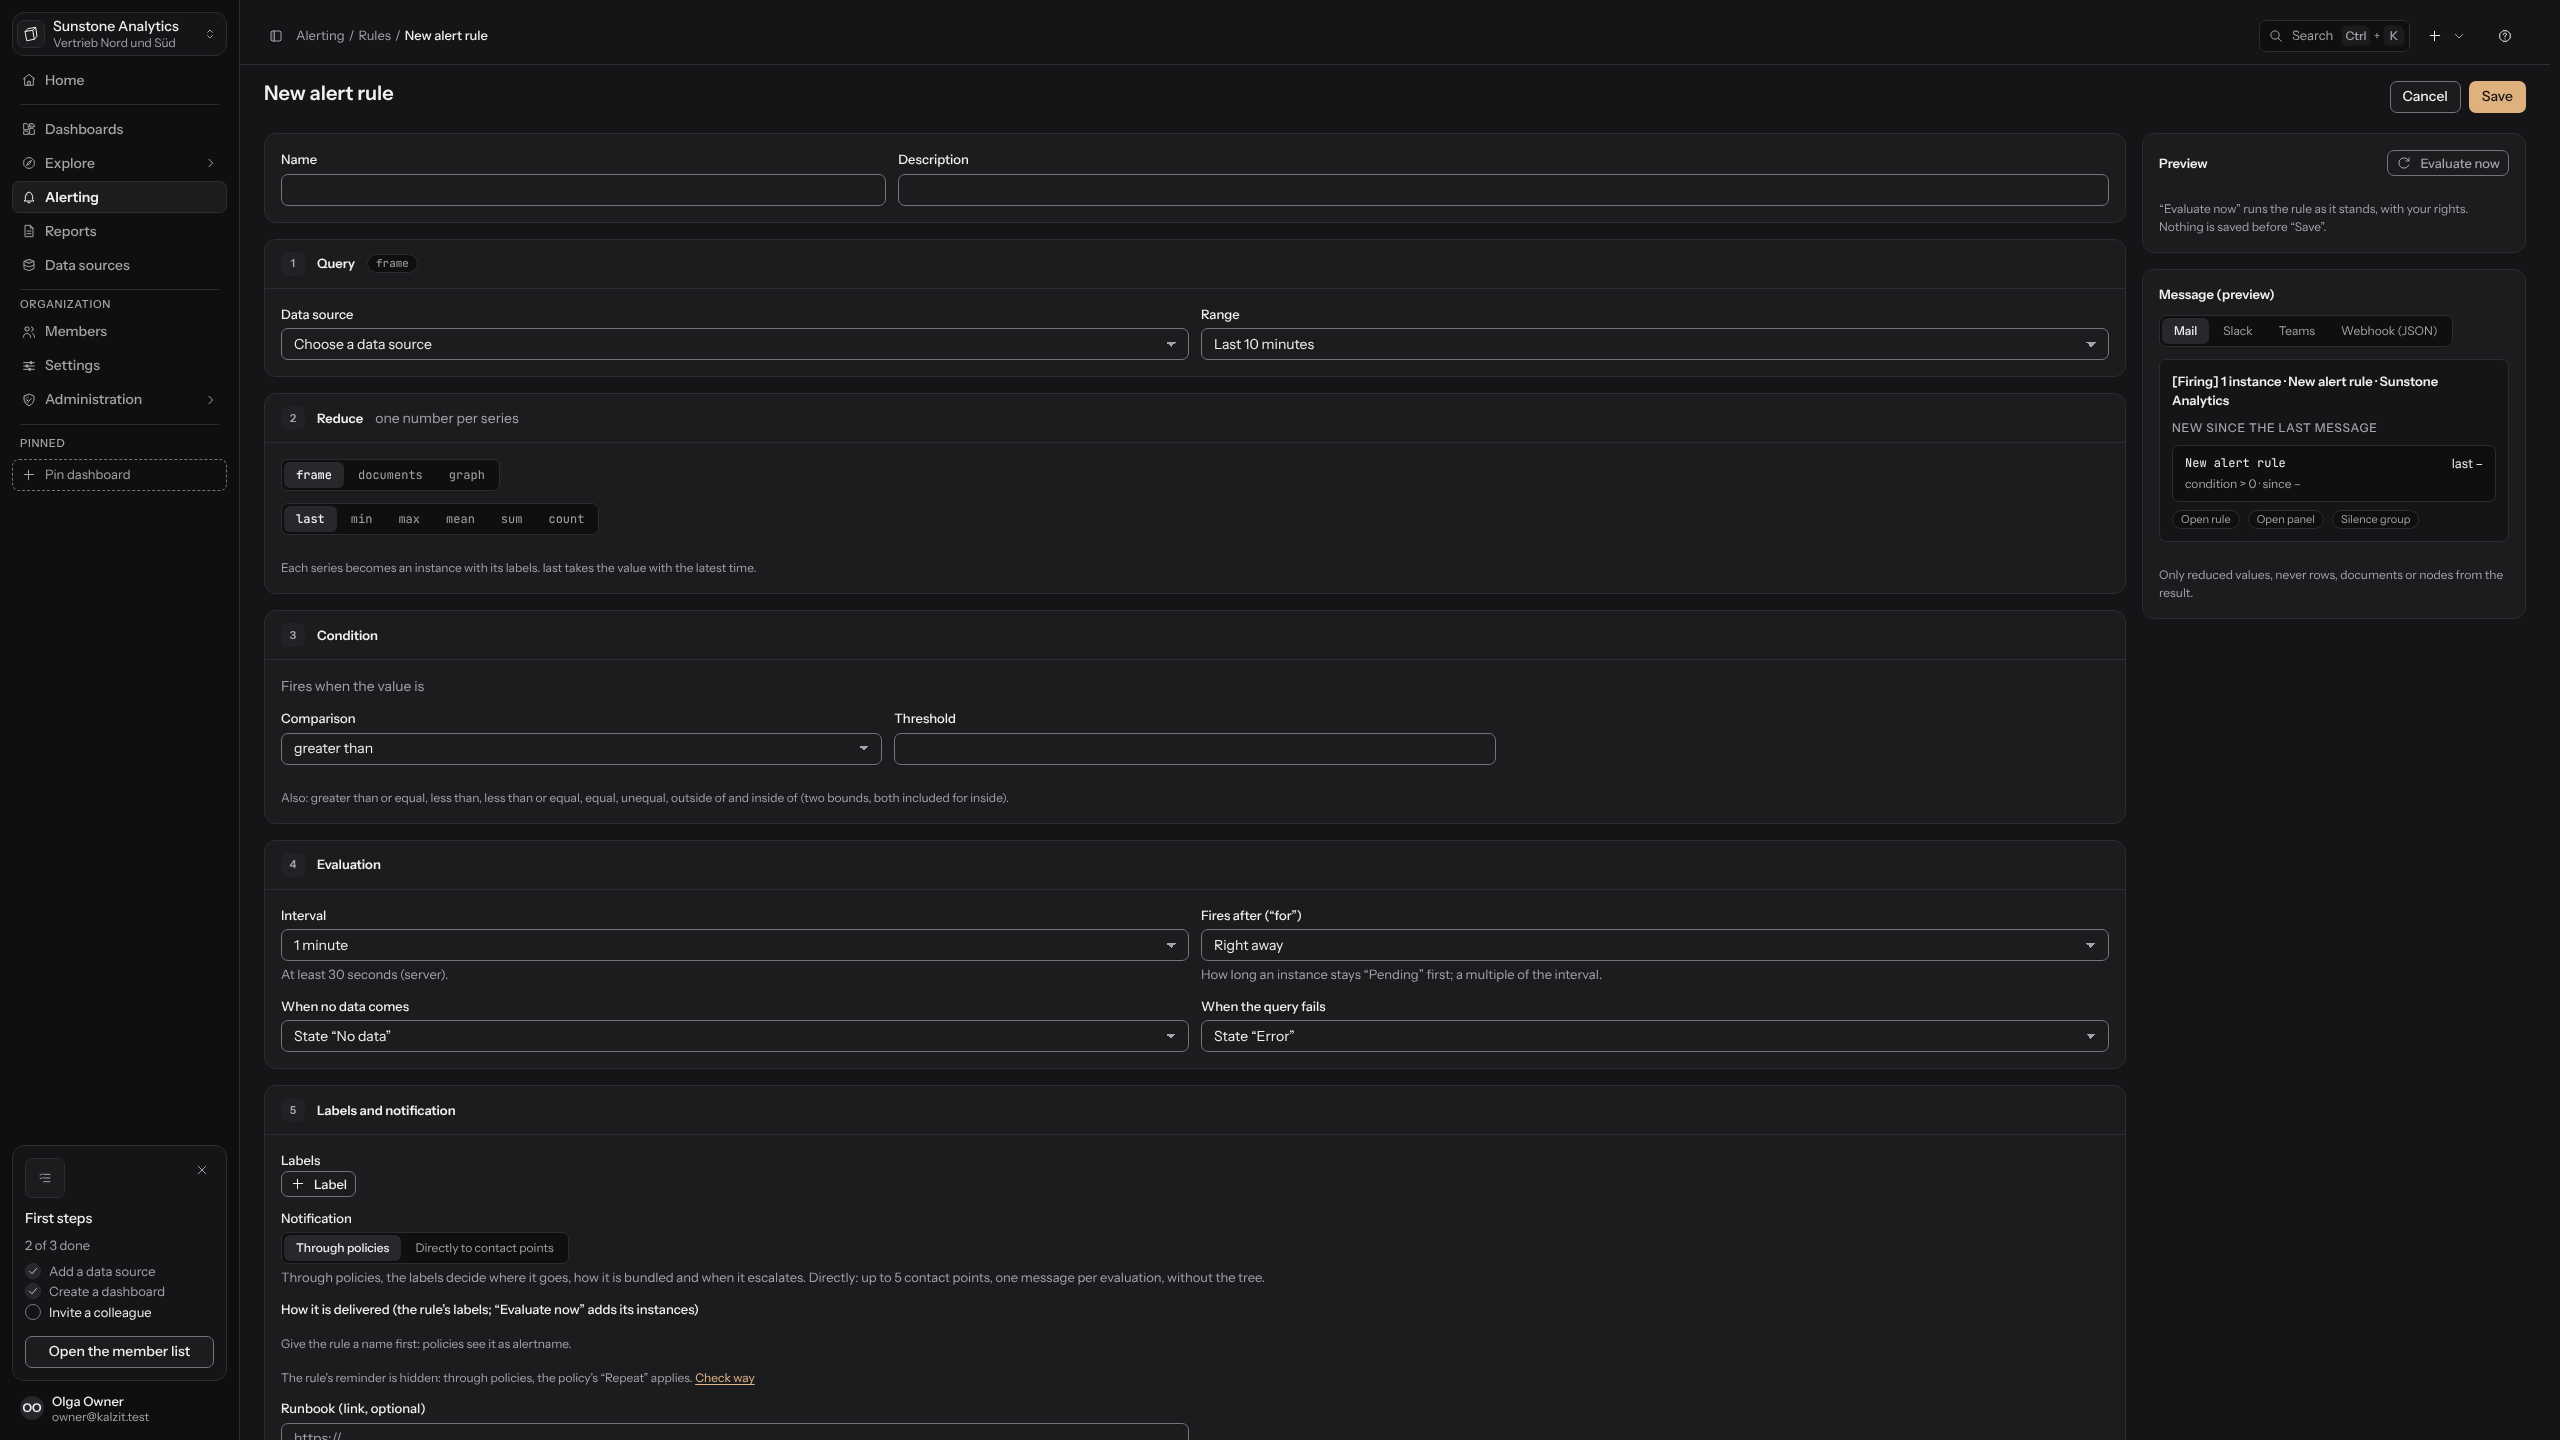 Sunstone Analytics
Vertrieb Nord und Süd
Home
Dashboards
Explore
Alerting
Reports
Data sources
ORGANIZATION
Members
Settings
Administration
PINNED
Pin dashboard
First steps
2 of 3 done
Add a data source
Create a dashboard
Invite a colleague
Open the member list
OO
Olga Owner
owner@kalzit.test
Alerting / Rules / New alert rule
Search Ctrl + K
New alert rule
Cancel
Save
Name
Description
1 Query frame
Data source
Choose a data source
Range
Last 10 minutes
2 Reduce one number per series
frame documents graph
last min max mean sum count
Each series becomes an instance with its labels. last takes the value with the latest time.
3 Condition
Fires when the value is
Comparison
greater than
Threshold
Also: greater than or equal, less than, less than or equal, equal, unequal, outside of and inside of (two bounds, both included for inside).
4 Evaluation
Interval
1 minute
At least 30 seconds (server).
Fires after (“for”)
Right away
How long an instance stays “Pending” first; a multiple of the interval.
When no data comes
State “No data”
When the query fails
State “Error”
5 Labels and notification
Labels
Label
Notification
Through policies Directly to contact points
Through policies, the labels decide where it goes, how it is bundled and when it escalates. Directly: up to 5 contact points, one message per evaluation, without the tree.
How it is delivered (the rule’s labels; “Evaluate now” adds its instances)
Give the rule a name first: policies see it as alertname.
The rule’s reminder is hidden: through policies, the policy’s “Repeat” applies. Check way
Runbook (link, optional)
https://
Preview
Evaluate now
“Evaluate now” runs the rule as it stands, with your rights.
Nothing is saved before “Save”.
Message (preview)
Mail Slack Teams Webhook (JSON)
[Firing] 1 instance · New alert rule · Sunstone
Analytics
NEW SINCE THE LAST MESSAGE
New alert rule last –
condition > 0 · since –
Open rule Open panel Silence group
Only reduced values, never rows, documents or nodes from the
result.